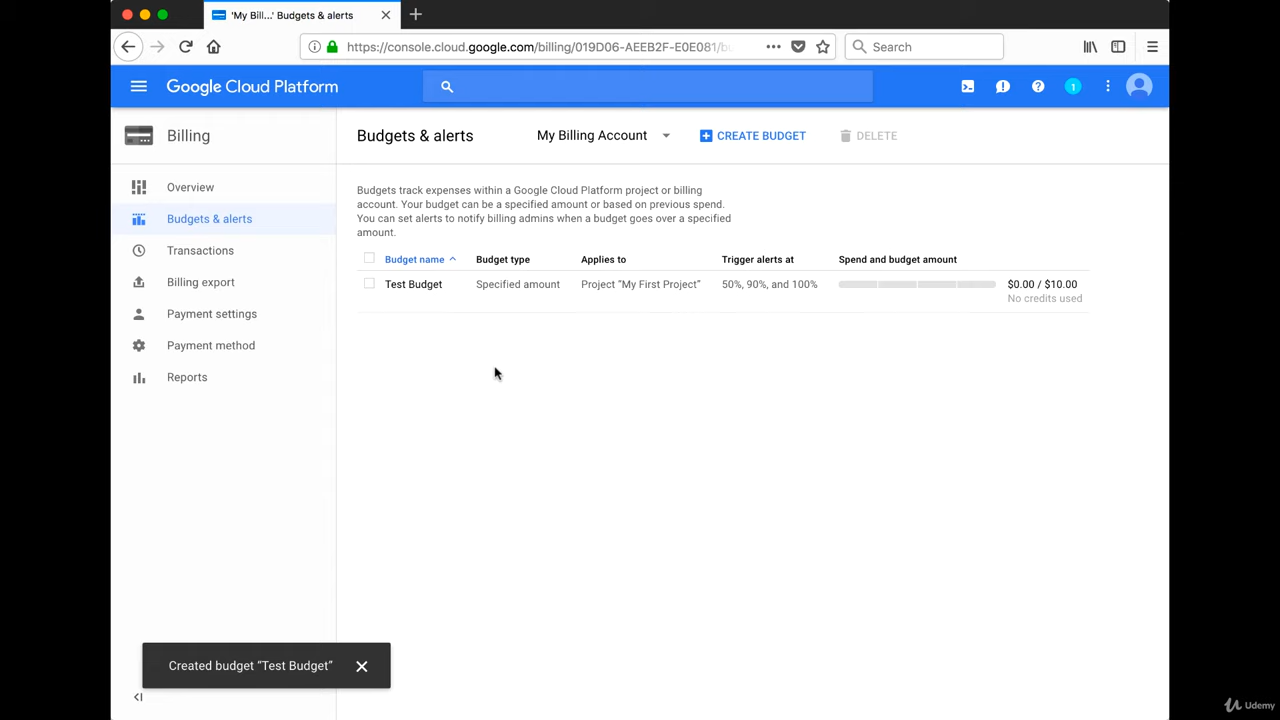 'My Bill...' Budgets & alerts
https://console.cloud.google.com/billing/019D06-AEEB2F-E0E081/b
Search
Google Cloud Platform
1
Billing
Budgets & alerts
My Billing Account
CREATE BUDGET
DELETE
Overview
Budgets & alerts
Transactions
Billing export
Payment settings
Payment method
Reports
Budgets track expenses within a Google Cloud Platform project or billing
account. Your budget can be a specified amount or based on previous spend.
You can set alerts to notify billing admins when a budget goes over a specified
amount.
Budget name Budget type Applies to Trigger alerts at Spend and budget amount
Test Budget Specified amount Project “My First Project” 50%, 90%, and 100% $0.00 / $10.00
No credits used
Created budget “Test Budget”
Udemy